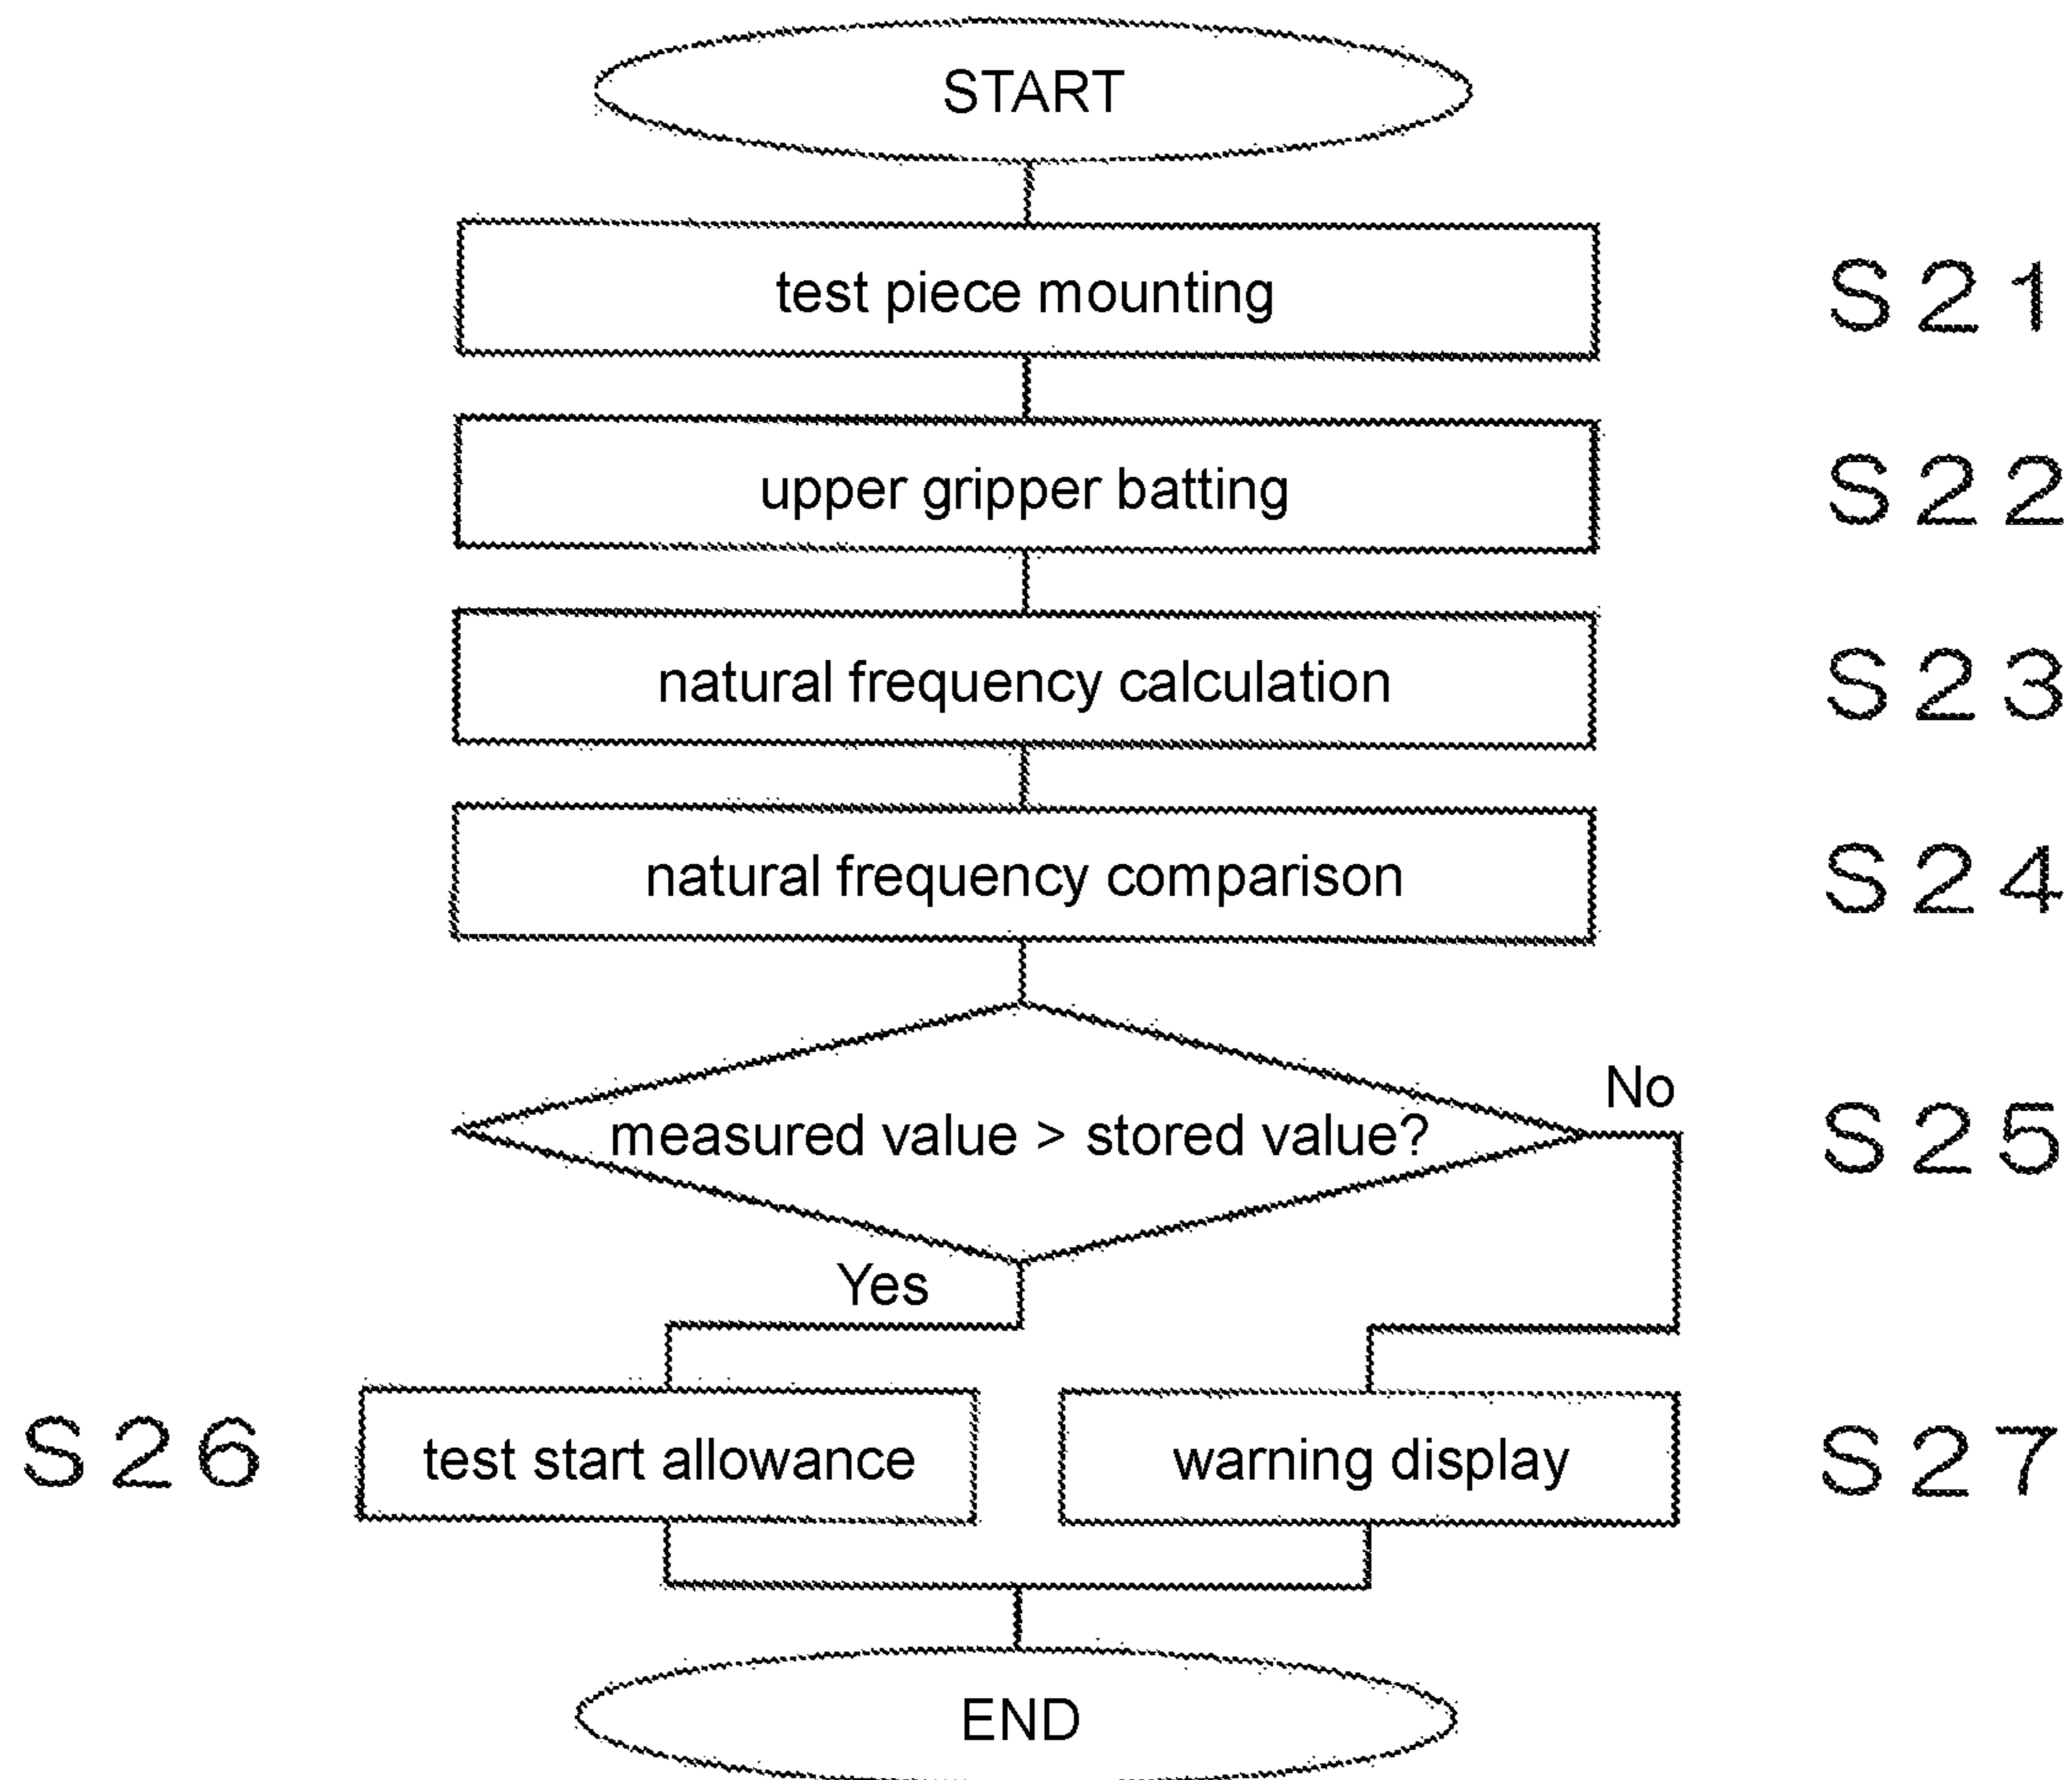 START
test piece mounting
S21
upper gripper batting
S22
natural frequency calculation
S23
natural frequency comparison
S24
measured value > stored value?
No
S25
Yes
S26
test start allowance
warning display
S27
END